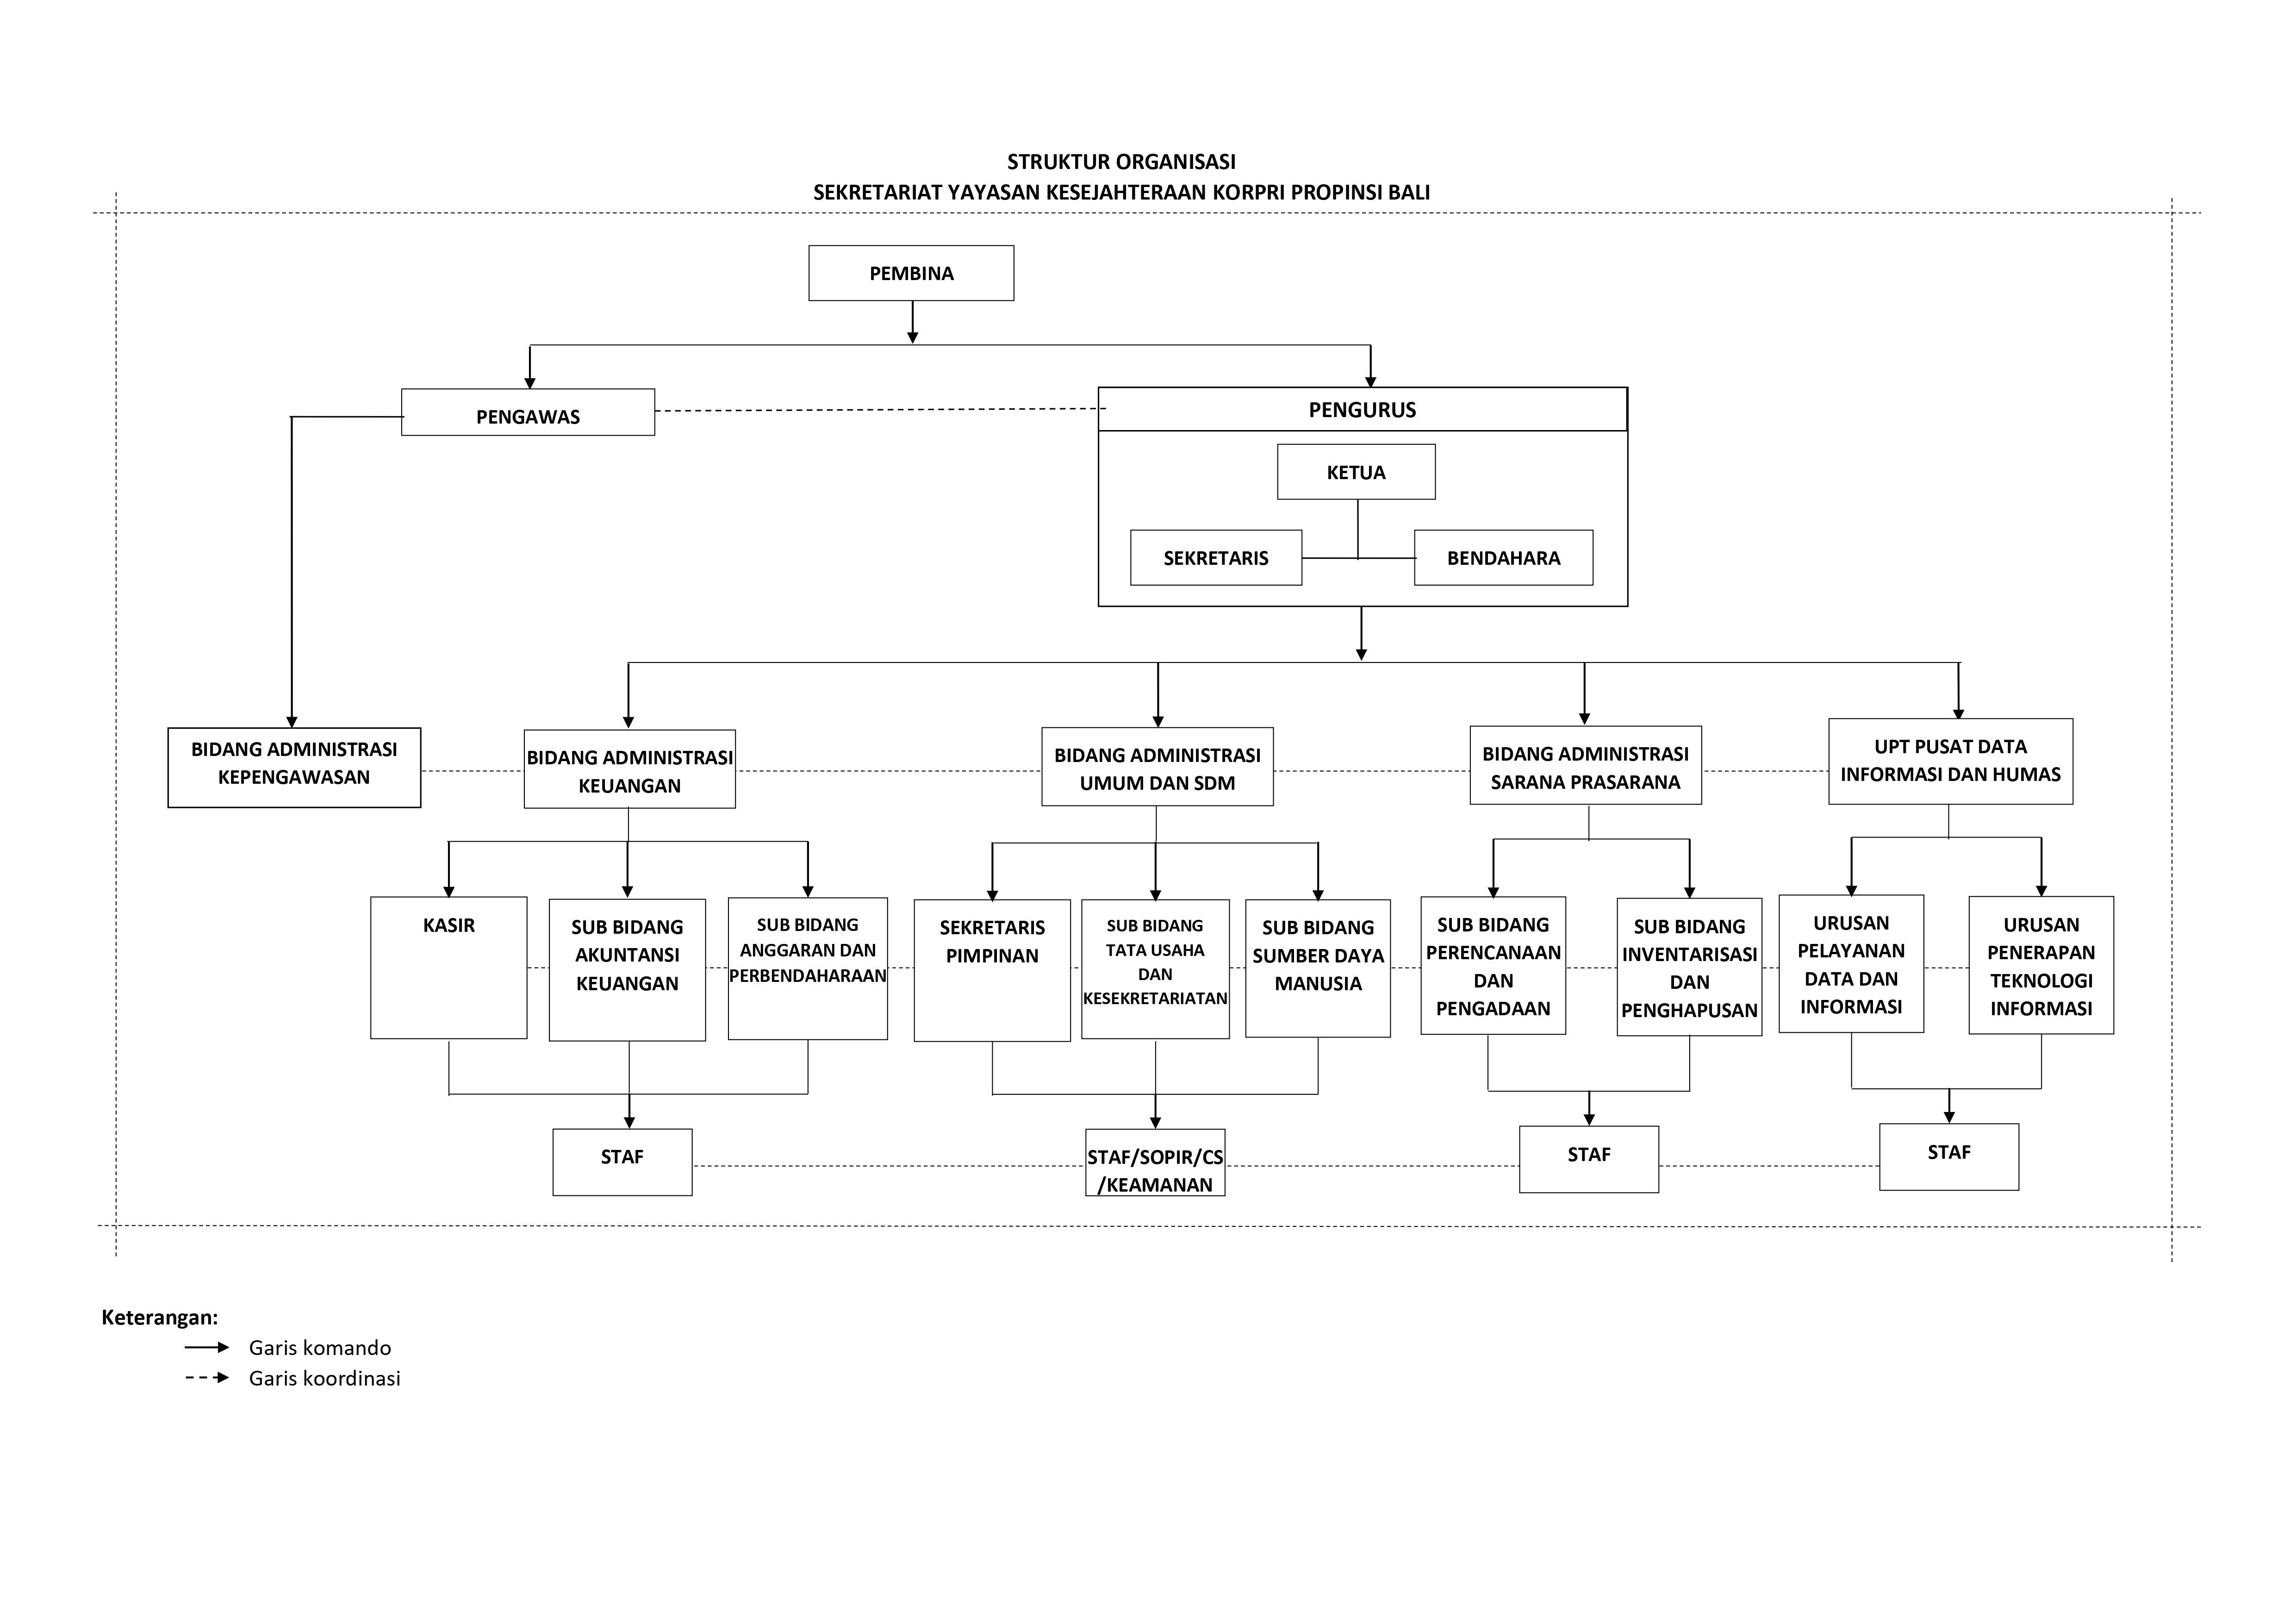 STRUKTUR ORGANISASI
SEKRETARIAT YAYASAN KESEJAHTERAAN KORPRI PROPINSI BALI
PEMBINA
PENGAWAS
PENGURUS
KETUA
SEKRETARIS
BENDAHARA
BIDANG ADMINISTRASI
KEPENGAWASAN
BIDANG ADMINISTRASI
KEUANGAN
BIDANG ADMINISTRASI
UMUM DAN SDM
BIDANG ADMINISTRASI
SARANA PRASARANA
UPT PUSAT DATA
INFORMASI DAN HUMAS
KASIR
SUB BIDANG
AKUNTANSI
KEUANGAN
SUB BIDANG
ANGGARAN DAN
PERBENDAHARAAN
SEKRETARIS
PIMPINAN
SUB BIDANG
TATA USAHA
DAN
KESEKRETARIATAN
SUB BIDANG
SUMBER DAYA
MANUSIA
SUB BIDANG
PERENCANAAN
DAN
PENGADAAN
SUB BIDANG
INVENTARISASI
DAN
PENGHAPUSAN
URUSAN
PELAYANAN
DATA DAN
INFORMASI
URUSAN
PENERAPAN
TEKNOLOGI
INFORMASI
STAF
STAF/SOPIR/CS
/KEAMANAN
STAF
STAF
Keterangan:
Garis komando
Garis koordinasi